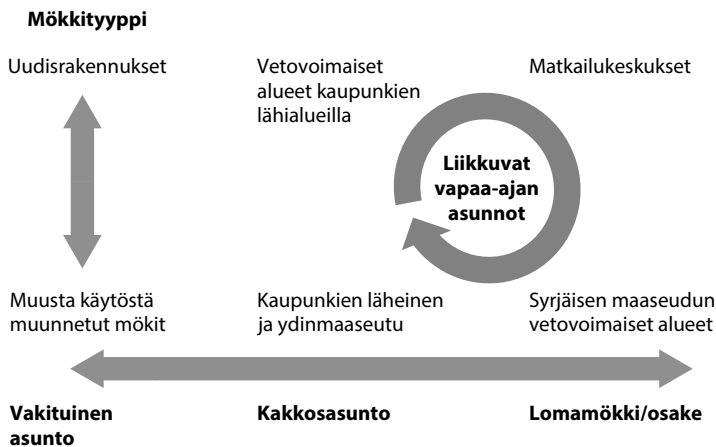 Mökkityyppi
Uudisrakennukset
Vetovoimaiset
alueet kaupunkien
lähialueilla
Matkailukeskukset
Liikkuvat
vapaa-ajan
asunnot
Muusta käytöstä
muunnetut mökit
Kaupunkien läheinen
ja ydinmaaseutu
Syrjäisen maaseudun
vetovoimaiset alueet
Vakituinen
asunto
Kakkosasunto
Lomamökki/osake